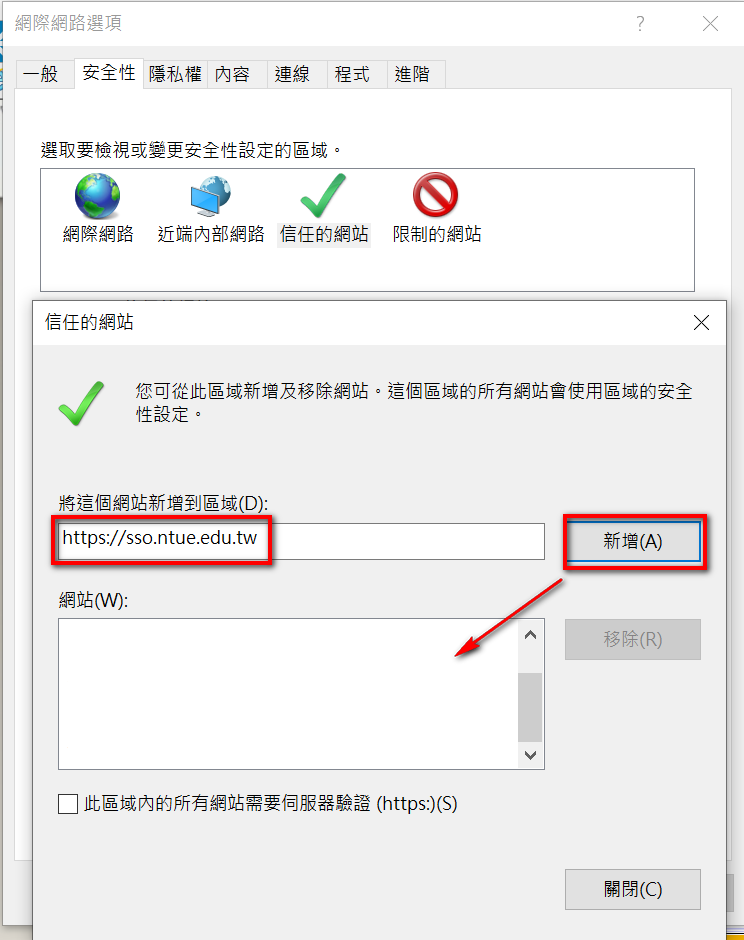 網際網路選項
一般 安全性 隱私權 內容 連線 程式 進階
選取要檢視或變更安全性設定的區域。
網際網路 近端內部網路 信任的網站 限制的網站
信任的網站
您可從此區域新增及移除網站。這個區域的所有網站會使用區域的安全
性設定。
將這個網站新增到區域(D):
https://sso.ntue.edu.tw 新增(A)
網站(W):
移除(R)
此區域內的所有網站需要伺服器驗證 (https:)(S)
關閉(C)